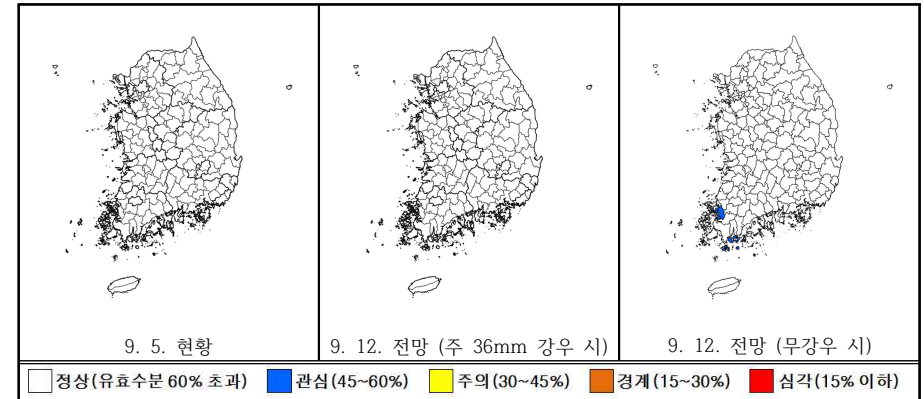 9. 5. 현황
9. 12. 전망 (주 36mm 강우 시)
9. 12. 전망 (무강우 시)
정상(유효수분 60% 초과) 관심(45~60%) 주의(30~45%) 경계(15~30%) 심각(15% 이하)